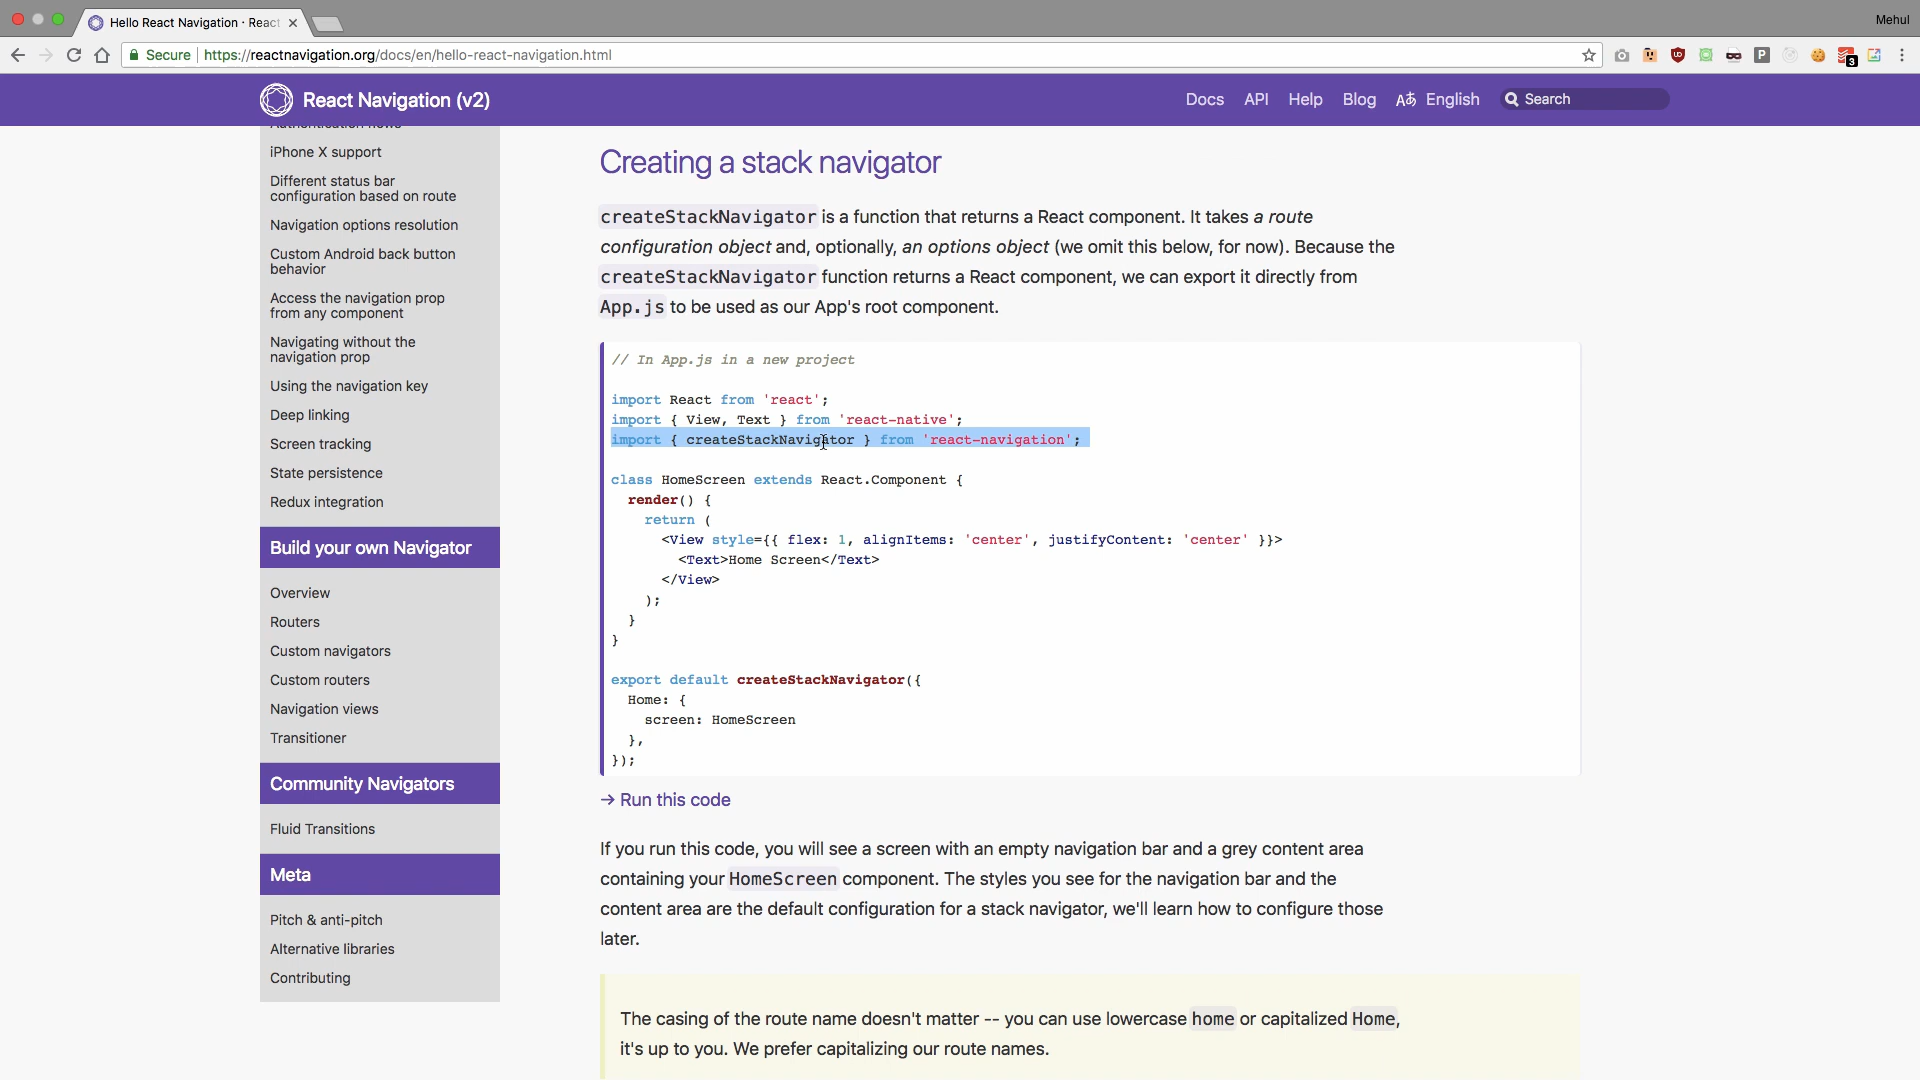 Hello React Navigation · React
Mehul
Secure
https://reactnavigation.org/docs/en/hello-react-navigation.html
3
React Navigation (v2)
Docs
API
Help
Blog
English
Search
iPhone X support
Different status bar
configuration based on route
Navigation options resolution
Custom Android back button
behavior
Access the navigation prop
from any component
Navigating without the
navigation prop
Using the navigation key
Deep linking
Screen tracking
State persistence
Redux integration
Build your own Navigator
Overview
Routers
Custom navigators
Custom routers
Navigation views
Transitioner
Community Navigators
Fluid Transitions
Meta
Pitch & anti-pitch
Alternative libraries
Contributing
Creating a stack navigator
createStackNavigator is a function that returns a React component. It takes a route
configuration object and, optionally, an options object (we omit this below, for now). Because the
createStackNavigator function returns a React component, we can export it directly from
App.js to be used as our App's root component.
// In App.js in a new project
import React from 'react';
import { View, Text } from 'react-native';
import { createStackNavigator } from 'react-navigation';
class HomeScreen extends React.Component {
render() {
return (
<View style={{ flex: 1, alignItems: 'center', justifyContent: 'center' }}>
<Text>Home Screen</Text>
</View>
);
}
}
export default createStackNavigator({
Home: {
screen: HomeScreen
},
});
→ Run this code
If you run this code, you will see a screen with an empty navigation bar and a grey content area
containing your HomeScreen component. The styles you see for the navigation bar and the
content area are the default configuration for a stack navigator, we'll learn how to configure those
later.
The casing of the route name doesn't matter -- you can use lowercase home or capitalized Home,
it's up to you. We prefer capitalizing our route names.